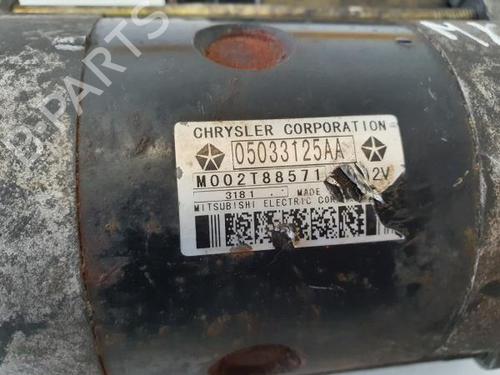 CHRYSLER CORPORATION
05033125AA
M002T88571 12V
3181 MADE
MITSUBISHI ELECTRIC COR
B-PARTS